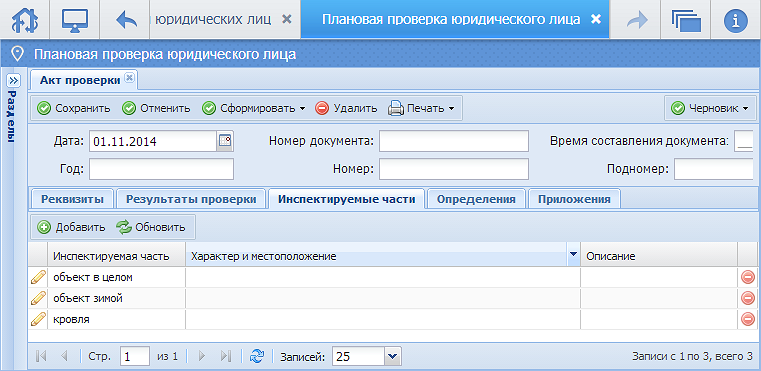 юридических лиц Плановая проверка юридического лица
Плановая проверка юридического лица
Разделы
Акт проверки
Сохранить Отменить Сформировать Удалить Печать Черновик
Дата: 01.11.2014 Номер документа: Время составления документа: __
Год: Номер: Подномер:
Реквизиты Результаты проверки Инспектируемые части Определения Приложения
Добавить Обновить
Инспектируемая часть Характер и местоположение Описание
объект в целом
объект зимой
кровля
Стр. 1 из 1 Записей: 25 Записи с 1 по 3, всего 3